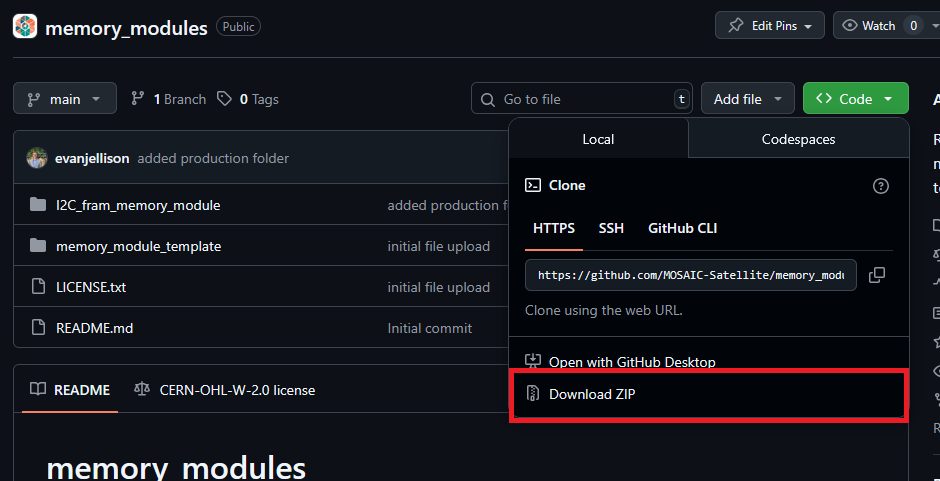 memory_modules Public Edit Pins Watch 0
main 1 Branch 0 Tags Go to file t Add file Code
Local Codespaces
evanjellison added production folder
Clone
I2C_fram_memory_module added production f
HTTPS SSH GitHub CLI
memory_module_template initial file upload
https://github.com/MOSAIC-Satellite/memory_modu
LICENSE.txt initial file upload
Clone using the web URL.
README.md Initial commit
Open with GitHub Desktop
README CERN-OHL-W-2.0 license
Download ZIP
memory_modules